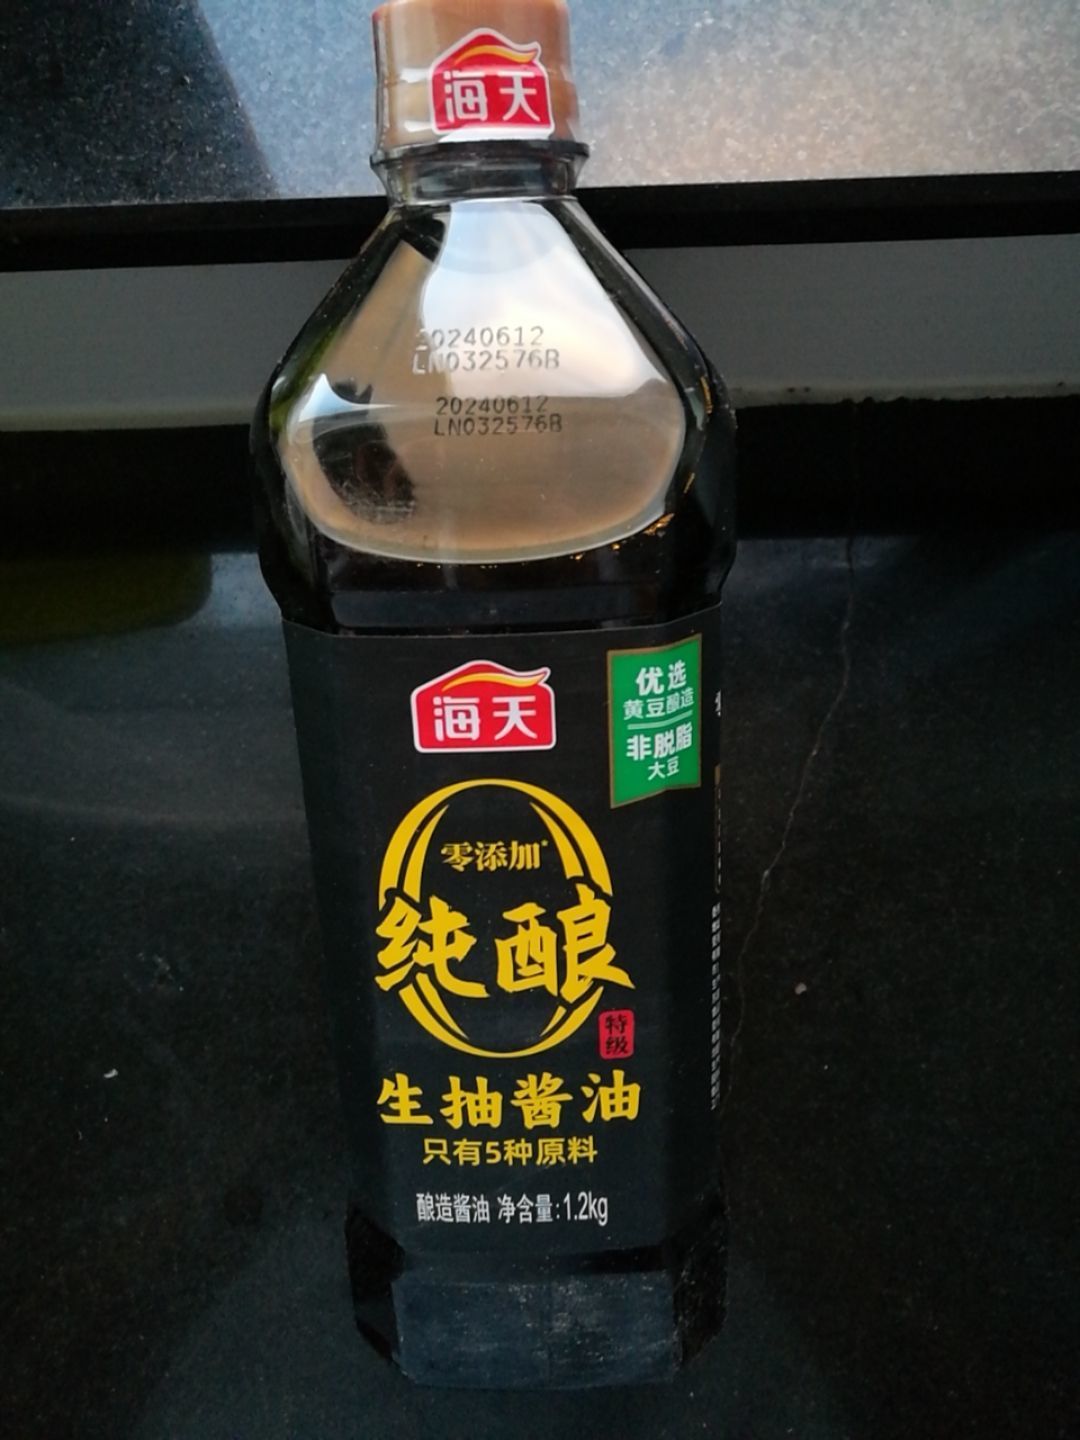 海天
20240612
LN032576B
20240612
LN032576B
海天
优选
黄豆酿造
非脱脂
大豆
零添加*
纯酿
特级
生抽酱油
只有5种原料
酿造酱油 净含量:1.2kg